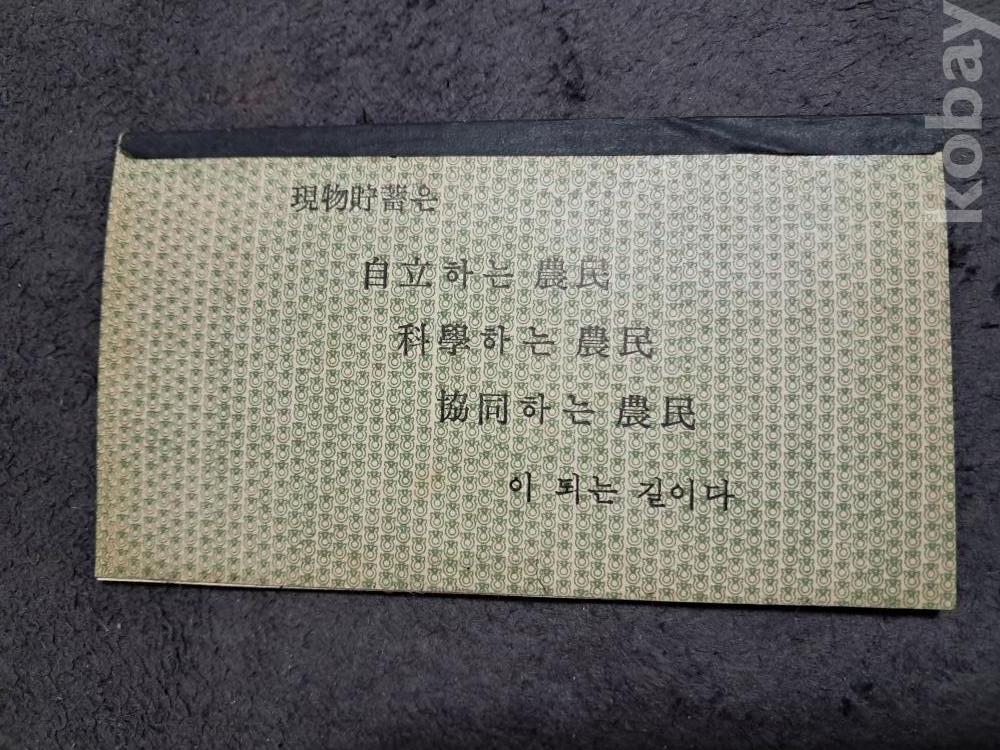 現物貯蓄은
自立하는 農民
科學하는 農民
協同하는 農民
이 되는 길이다
kobay